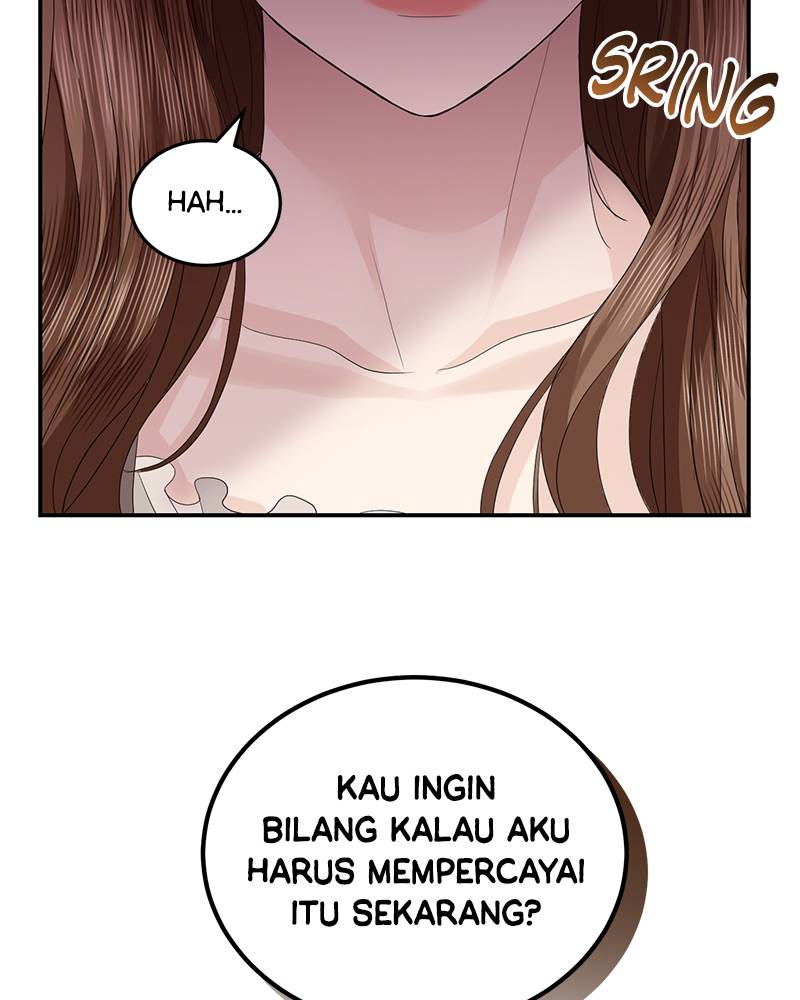 SRING
HAH...
KAU INGIN
BILANG KALAU AKU
HARUS MEMPERCAYAI
ITU SEKARANG?